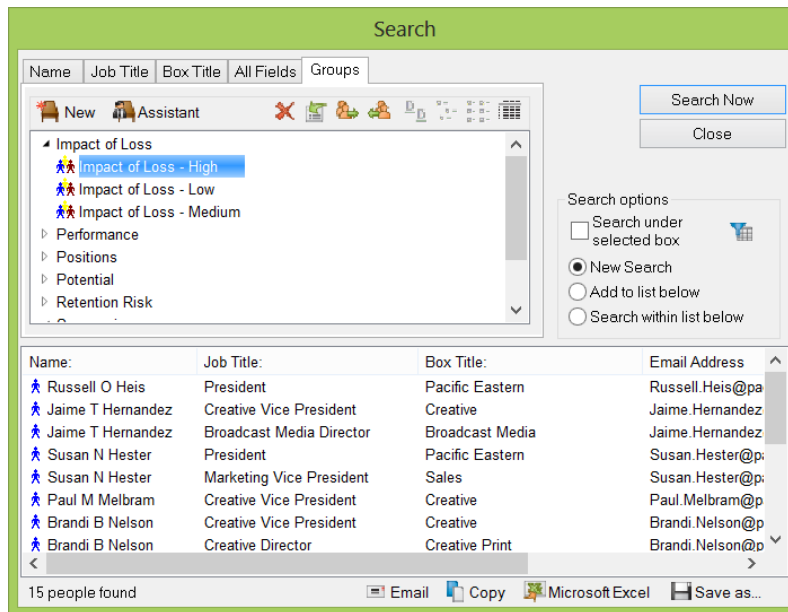 Search
Name Job Title Box Title All Fields Groups
New Assistant
Search Now
Close
Impact of Loss
Impact of Loss - High
Impact of Loss - Low
Impact of Loss - Medium
Performance
Positions
Potential
Retention Risk
Search options
Search under
selected box
New Search
Add to list below
Search within list below
Name: Job Title: Box Title: Email Address
Russell O Heis President Pacific Eastern Russell.Heis@pa
Jaime T Hernandez Creative Vice President Creative Jaime.Hernandez
Jaime T Hernandez Broadcast Media Director Broadcast Media Jaime.Hernandez
Susan N Hester President Pacific Eastern Susan.Hester@pa
Susan N Hester Marketing Vice President Sales Susan.Hester@pa
Paul M Melbram Creative Vice President Creative Paul.Melbram@p
Brandi B Nelson Creative Vice President Creative Brandi.Nelson@p
Brandi B Nelson Creative Director Creative Print Brandi.Nelson@p
15 people found Email Copy Microsoft Excel Save as...